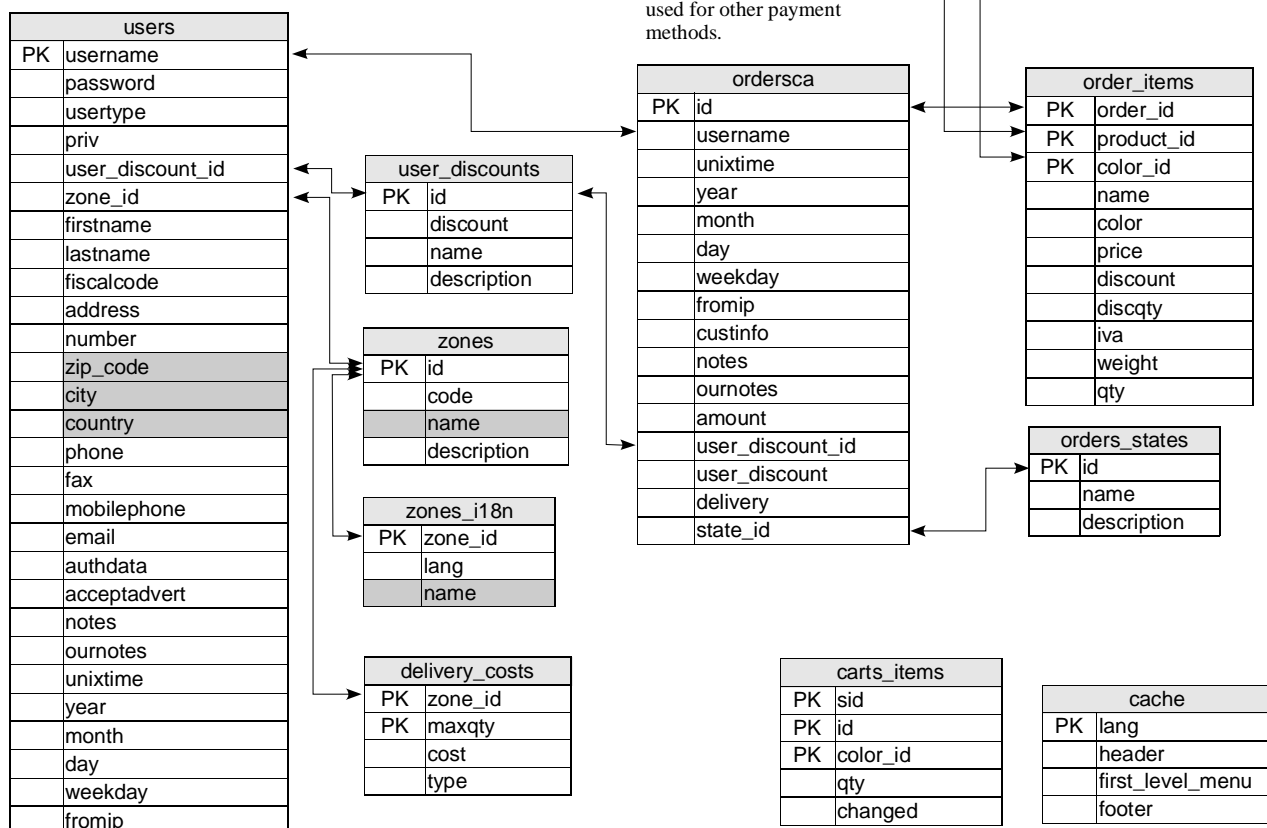 used for other payment
methods.
users
PK username
password
usertype
priv
user_discount_id
zone_id
firstname
lastname
fiscalcode
address
number
zip_code
city
country
phone
fax
mobilephone
email
authdata
acceptadvert
notes
ournotes
unixtime
year
month
day
weekday
fromip
user_discounts
PK id
discount
name
description
zones
PK id
code
name
description
zones_i18n
PK zone_id
lang
name
delivery_costs
PK zone_id
PK maxqty
cost
type
ordersca
PK id
username
unixtime
year
month
day
weekday
fromip
custinfo
notes
ournotes
amount
user_discount_id
user_discount
delivery
state_id
order_items
PK order_id
PK product_id
PK color_id
name
color
price
discount
discqty
iva
weight
qty
orders_states
PK id
name
description
carts_items
PK sid
PK id
PK color_id
qty
changed
cache
PK lang
header
first_level_menu
footer